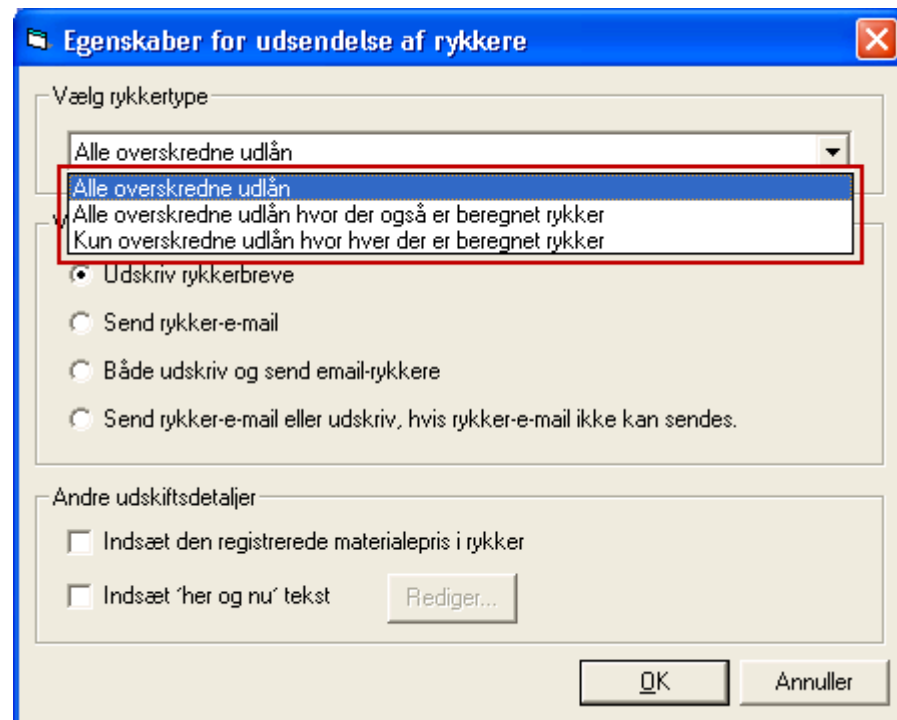 Egenskaber for udsendelse af rykkere
Vælg rykkertype
Alle overskredne udlån
Alle overskredne udlån
Alle overskredne udlån hvor der også er beregnet rykker
Kun overskredne udlån hvor hver der er beregnet rykker
Udskriv rykkerbreve
Send rykker-e-mail
Både udskriv og send email-rykkere
Send rykker-e-mail eller udskriv, hvis rykker-e-mail ikke kan sendes.
Andre udskiftsdetaljer
Indsæt den registrerede materialepris i rykker
Indsæt 'her og nu' tekst
Rediger...
OK
Annuller